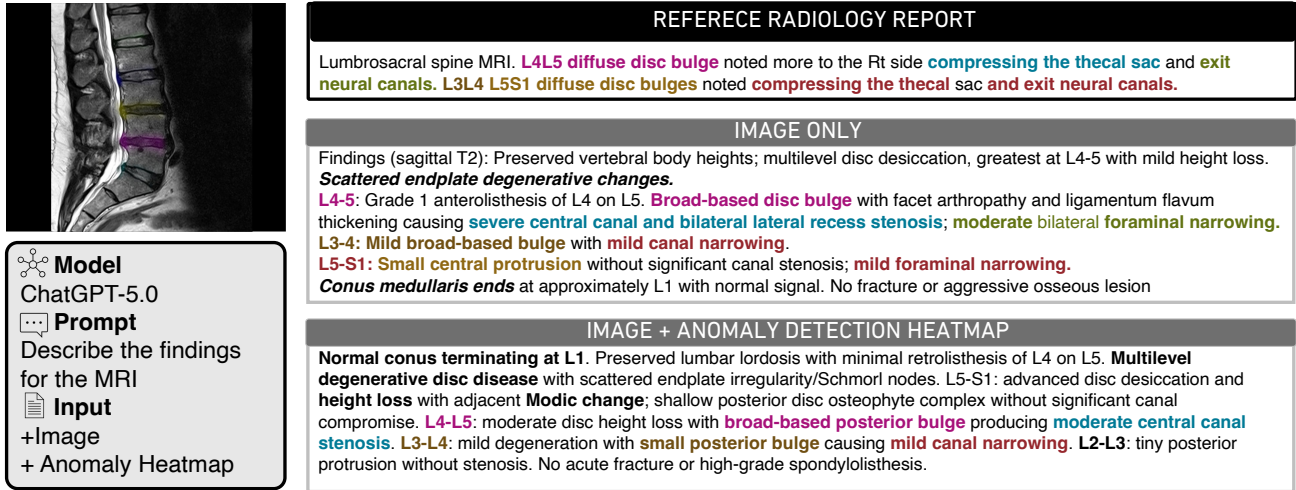 REFERECE RADIOLOGY REPORT
Lumbrosacral spine MRI. L4L5 diffuse disc bulge noted more to the Rt side compressing the thecal sac and exit
neural canals. L3L4 L5S1 diffuse disc bulges noted compressing the thecal sac and exit neural canals.
IMAGE ONLY
Findings (sagittal T2): Preserved vertebral body heights; multilevel disc desiccation, greatest at L4-5 with mild height loss.
Scattered endplate degenerative changes.
L4-5: Grade 1 anterolisthesis of L4 on L5. Broad-based disc bulge with facet arthropathy and ligamentum flavum
thickening causing severe central canal and bilateral lateral recess stenosis; moderate bilateral foraminal narrowing.
L3-4: Mild broad-based bulge with mild canal narrowing.
L5-S1: Small central protrusion without significant canal stenosis; mild foraminal narrowing.
Conus medullaris ends at approximately L1 with normal signal. No fracture or aggressive osseous lesion
Model
ChatGPT-5.0
Prompt
Describe the findings
for the MRI
Input
+Image
+ Anomaly Heatmap
IMAGE + ANOMALY DETECTION HEATMAP
Normal conus terminating at L1. Preserved lumbar lordosis with minimal retrolisthesis of L4 on L5. Multilevel
degenerative disc disease with scattered endplate irregularity/Schmorl nodes. L5-S1: advanced disc desiccation and
height loss with adjacent Modic change; shallow posterior disc osteophyte complex without significant canal
compromise. L4-L5: moderate disc height loss with broad-based posterior bulge producing moderate central canal
stenosis. L3-L4: mild degeneration with small posterior bulge causing mild canal narrowing. L2-L3: tiny posterior
protrusion without stenosis. No acute fracture or high-grade spondylolisthesis.